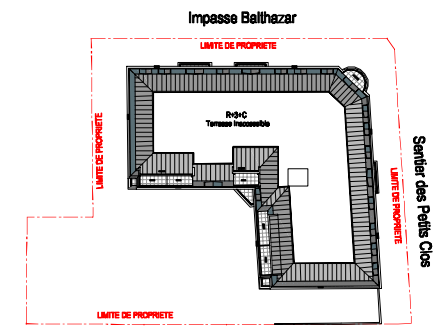 Impasse Balthazar
LIMITE DE PROPRIETE
R+3+C
Terrasse Inaccessible
LIMITE DE PROPRIETE
Sentier des Petits Clos
LIMITE DE PROPRIETE
LIMITE DE PROPRIETE